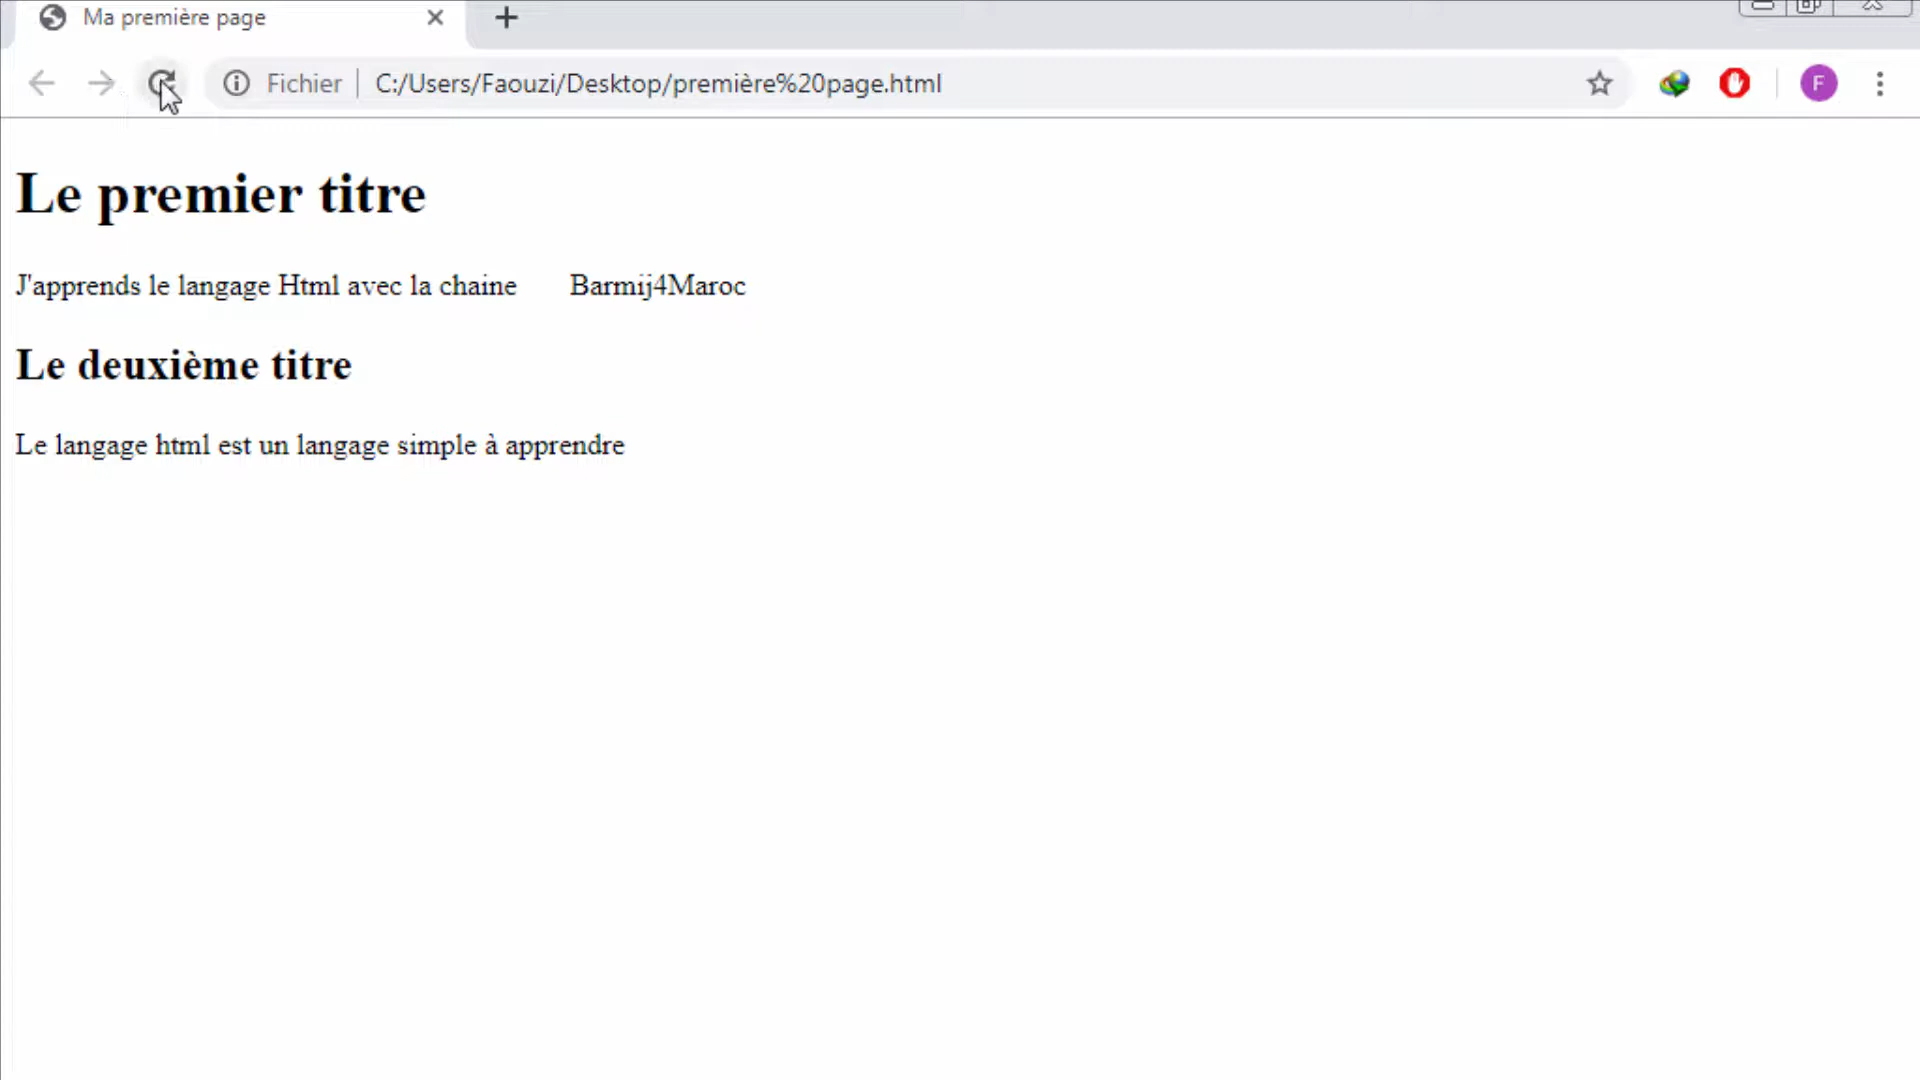 Ma première page
Fichier C:/Users/Faouzi/Desktop/première%20page.html
F
Le premier titre
J'apprends le langage Html avec la chaine Barmij4Maroc
Le deuxième titre
Le langage html est un langage simple à apprendre